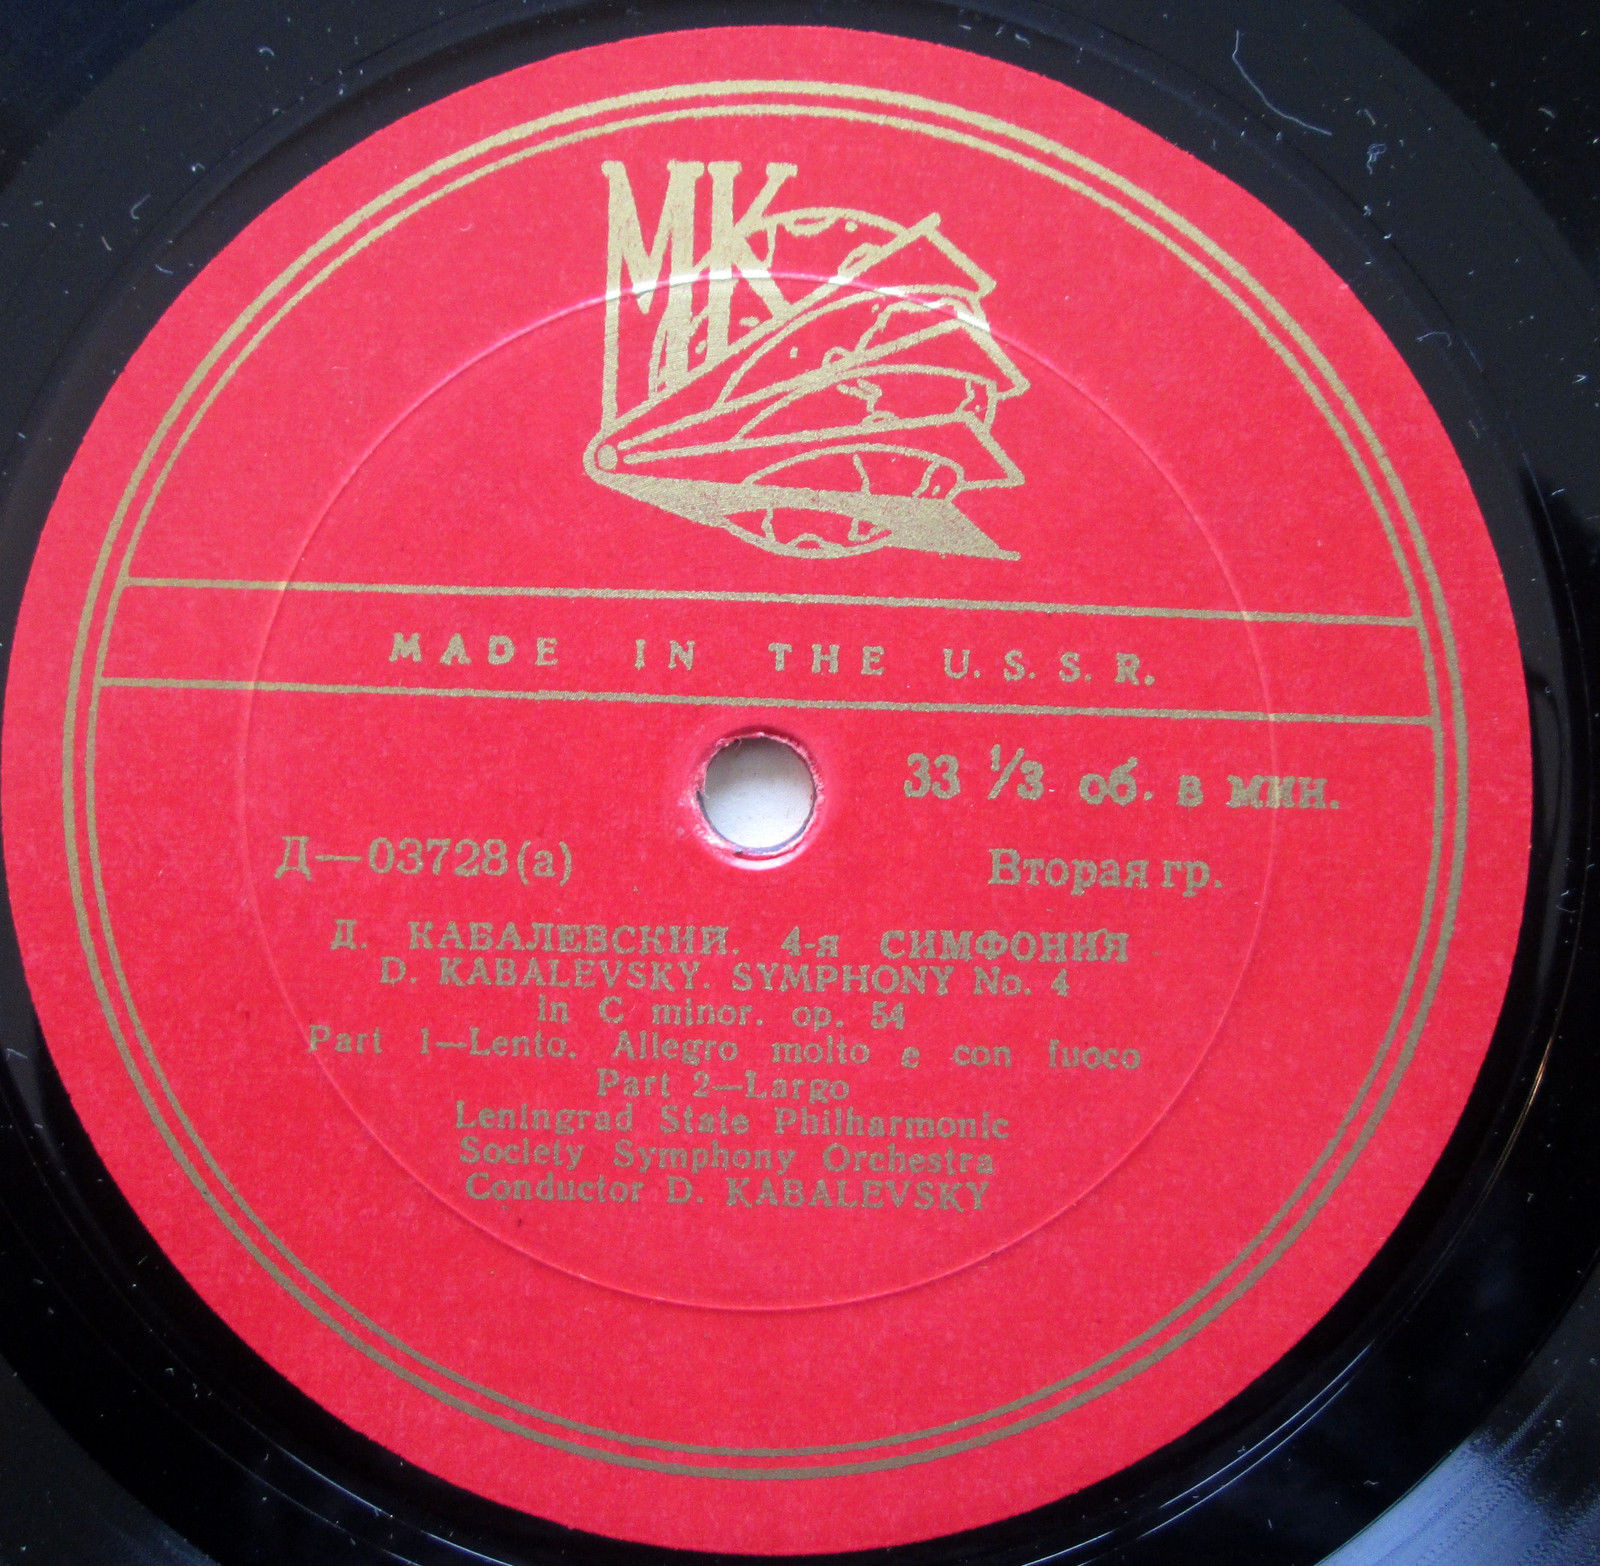 МК
MADE IN THE U.S.S.R.
33 1/3 об. в мин.
Д—03728(а)
Вторая гр.
Д. КАБАЛЕВСКИЙ. 4-я СИМФОНИЯ
D. KABALEVSKY. SYMPHONY No. 4
in C minor. op. 54
Part 1—Lento. Allegro molto e con fuoco
Part 2—Largo
Leningrad State Philharmonic
Society Symphony Orchestra
Conductor D. KABALEVSKY